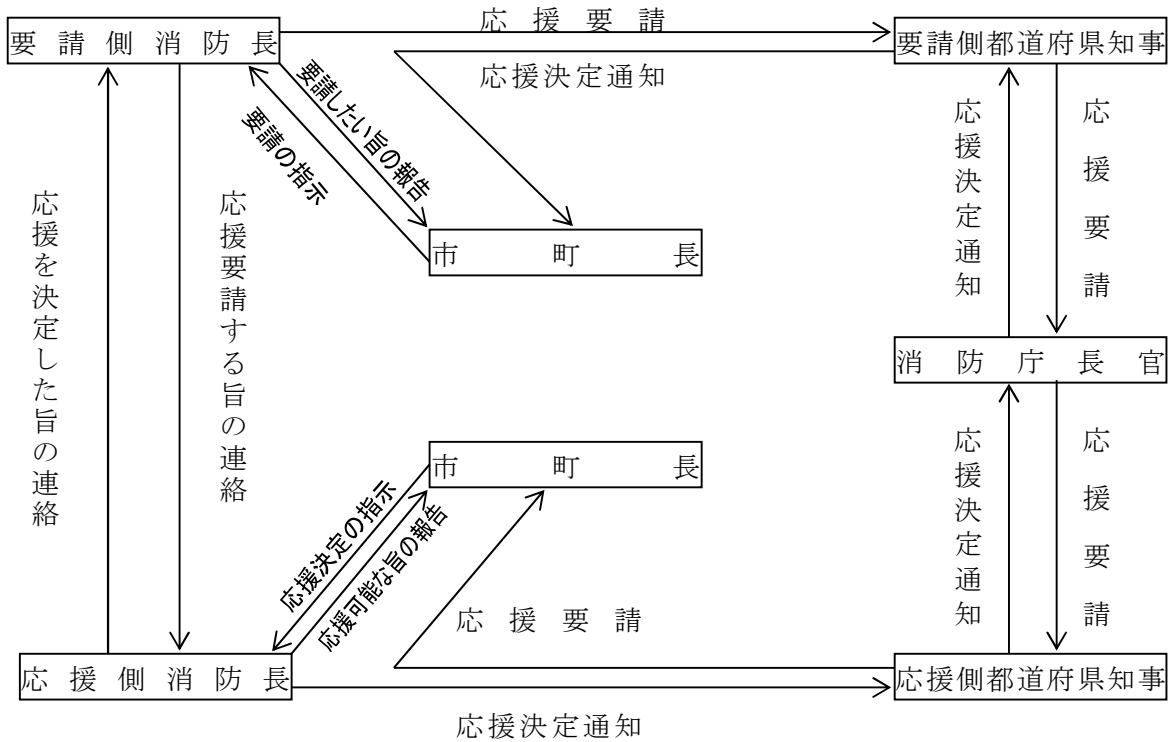 応援要請
要請側消防長
要請側都道府県知事
応援決定通知
要請したい旨の報告
要請の指示
応援決定通知
応援要請
応援を決定した旨の連絡
応援要請する旨の連絡
市町長
消防庁長官
市町長
応援決定の指示
応援可能な旨の報告
応援決定通知
応援要請
応援要請
応援側消防長
応援側都道府県知事
応援決定通知